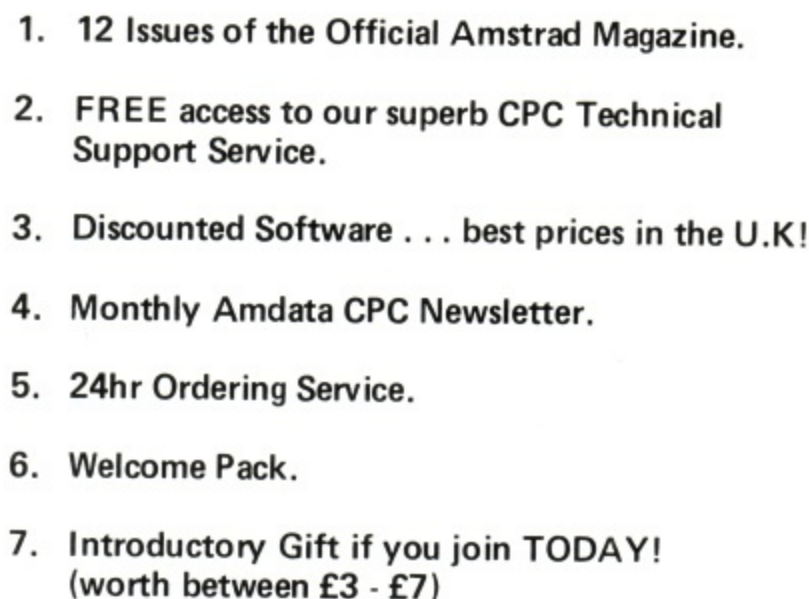 1. 12 Issues of the Official Amstrad Magazine.
2. FREE access to our superb CPC Technical
Support Service.
3. Discounted Software . . . best prices in the U.K!
4. Monthly Amdata CPC Newsletter.
5. 24hr Ordering Service.
6. Welcome Pack.
7. Introductory Gift if you join TODAY!
(worth between £3 - £7)